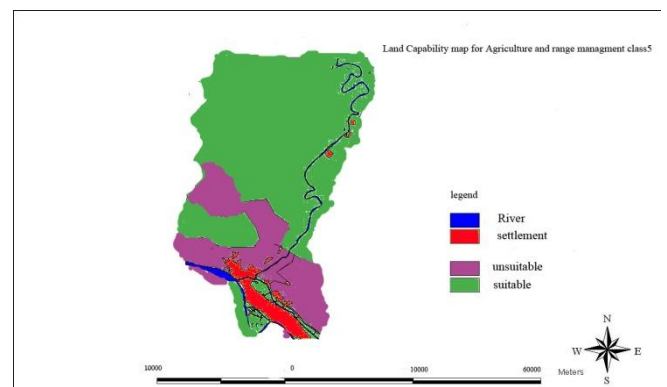 Land Capability map for Agriculture and range managment class5
legend
River
settlement
unsuitable
suitable
N
W E
S
10000 0 10000 60000
Meters